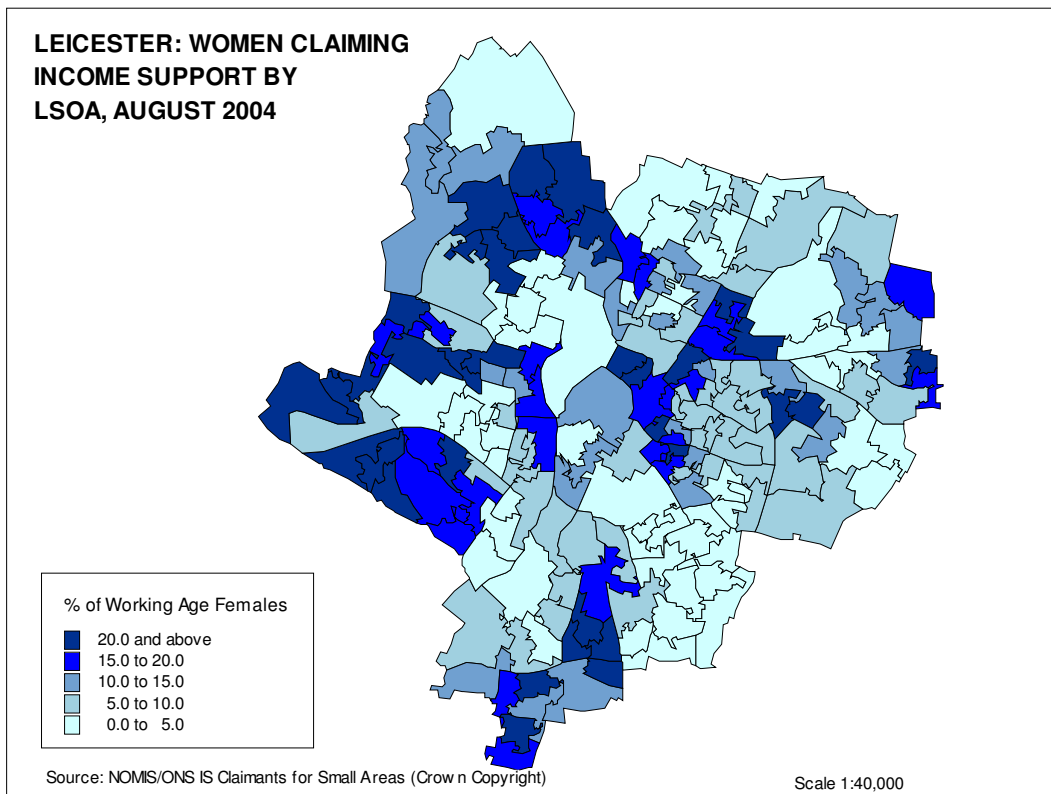 LEICESTER: WOMEN CLAIMING
INCOME SUPPORT BY
LSOA, AUGUST 2004
% of Working Age Females
20.0 and above
15.0 to 20.0
10.0 to 15.0
5.0 to 10.0
0.0 to 5.0
Source: NOMIS/ONS IS Claimants for Small Areas (Crown Copyright)
Scale 1:40,000